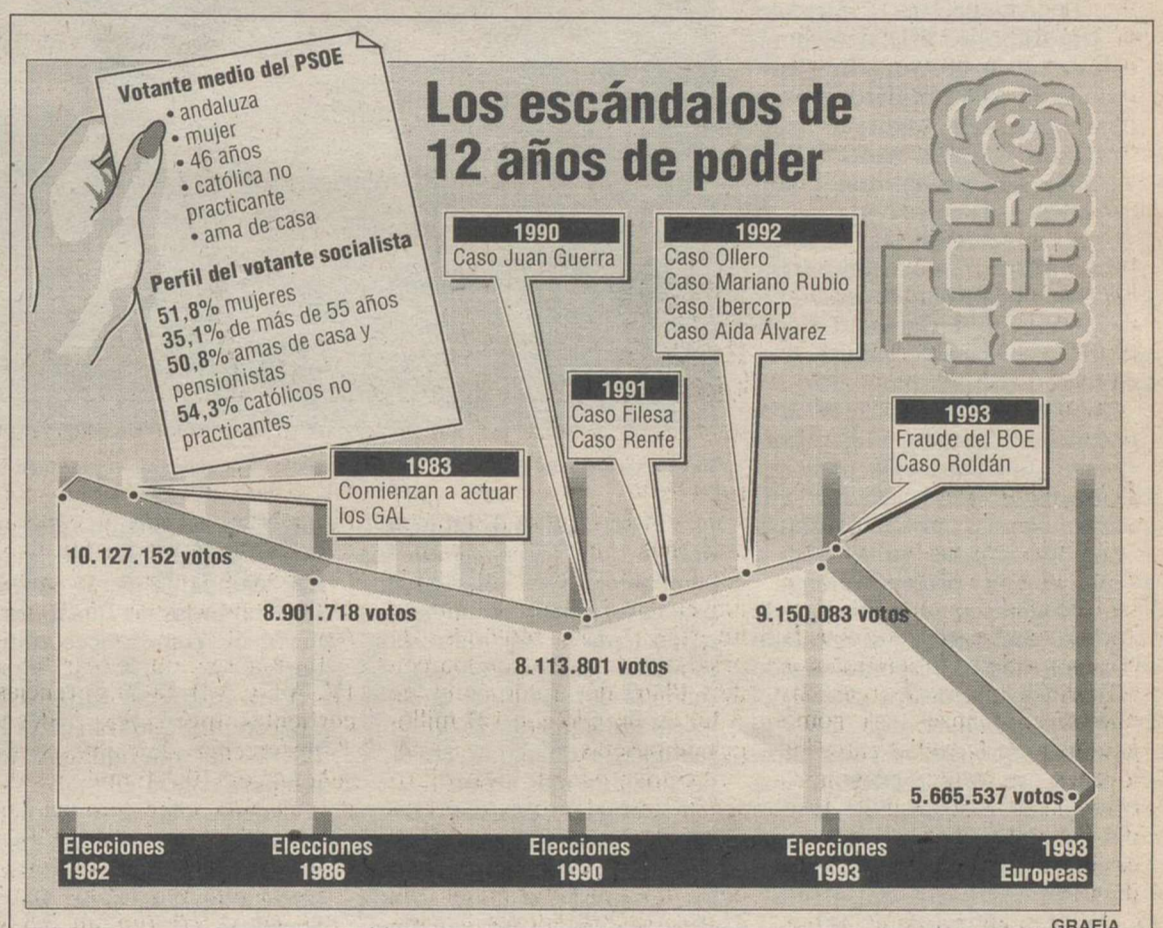 Votante medio del PSOE
• andaluza
• mujer
• 46 años
• católica no
practicante
• ama de casa
Perfil del votante socialista
51,8% mujeres
35,1% de más de 55 años
50,8% amas de casa y
pensionistas
54,3% católicos no
practicantes
Los escándalos de
12 años de poder
1990
Caso Juan Guerra
1992
Caso Ollero
Caso Mariano Rubio
Caso Ibercorp
Caso Aida Álvarez
1991
Caso Filesa
Caso Renfe
1993
Fraude del BOE
Caso Roldán
1983
Comienzan a actuar
los GAL
10.127.152 votos
8.901.718 votos
8.113.801 votos
9.150.083 votos
5.665.537 votos
Elecciones
1982
Elecciones
1986
Elecciones
1990
Elecciones
1993
1993
Europeas
GRAFÍA